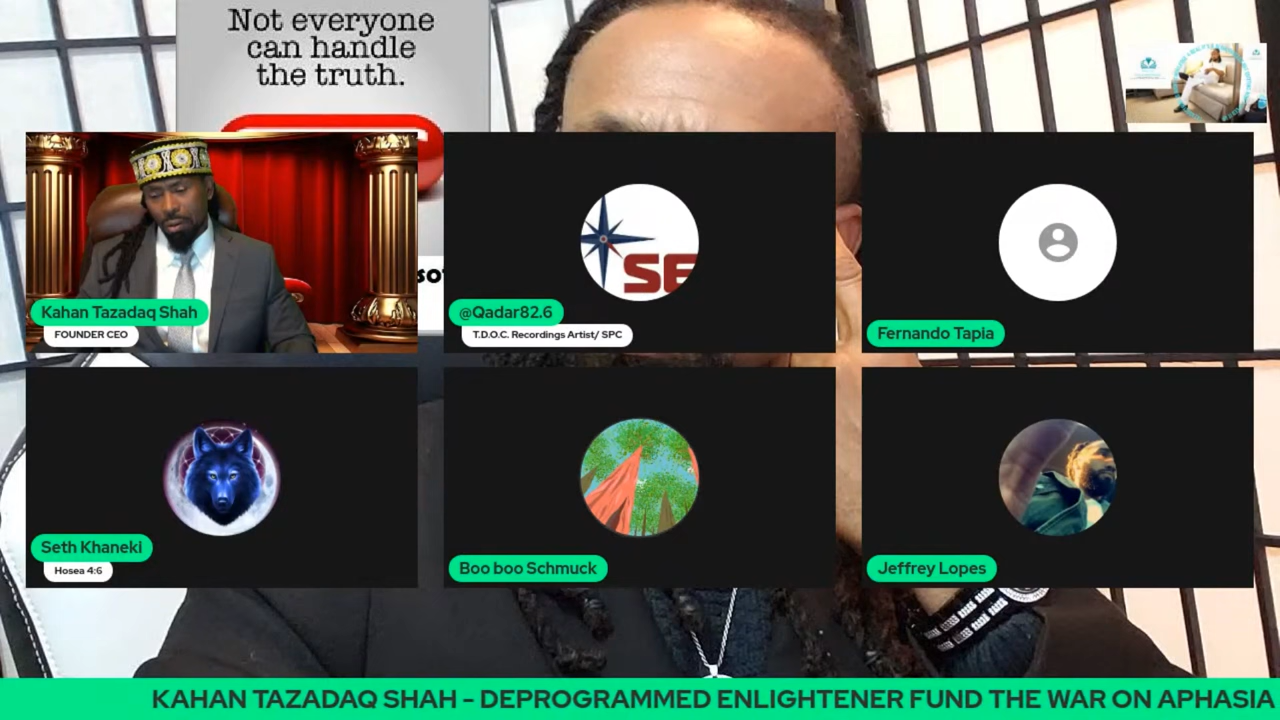 Not everyone
can handle
the truth.
Kahan Tazadaq Shah
FOUNDER CEO
SE
@Qadar82.6
T.D.O.C. Recordings Artist/ SPC
Fernando Tapia
Seth Khaneki
Hosea 4:6
Boo boo Schmuck
Jeffrey Lopes
KAHAN TAZADAQ SHAH - DEPROGRAMMED ENLIGHTENER FUND THE WAR ON APHASIA